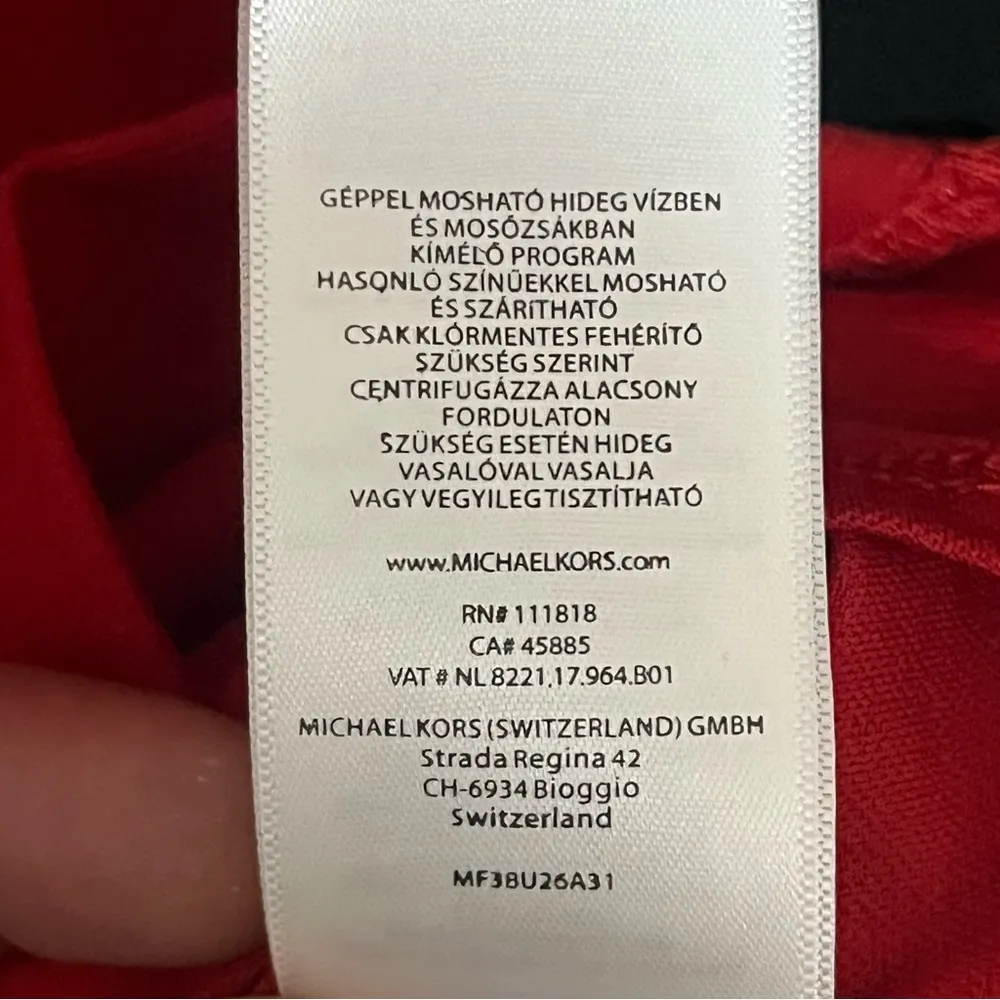 GÉPPEL MOSHATÓ HIDEG VÍZBEN
ÉS MOSÓZSÁKBAN
KÍMÉLŐ PROGRAM
HASONLÓ SZÍNÜEKKEL MOSHATÓ
ÉS SZÁRÍTHATÓ
CSAK KLÓRMENTES FEHÉRÍTŐ
SZÜKSÉG SZERINT
CENTRIFUGÁZZA ALACSONY
FORDULATON
SZÜKSÉG ESETÉN HIDEG
VASALÓVAL VASALJA
VAGY VEGYILEG TISZTÍTHATÓ
www.MICHAELKORS.com
RN# 111818
CA# 45885
VAT # NL 8221.17.964.B01
MICHAEL KORS (SWITZERLAND) GMBH
Strada Regina 42
CH-6934 Bioggio
Switzerland
MF3BU26A31